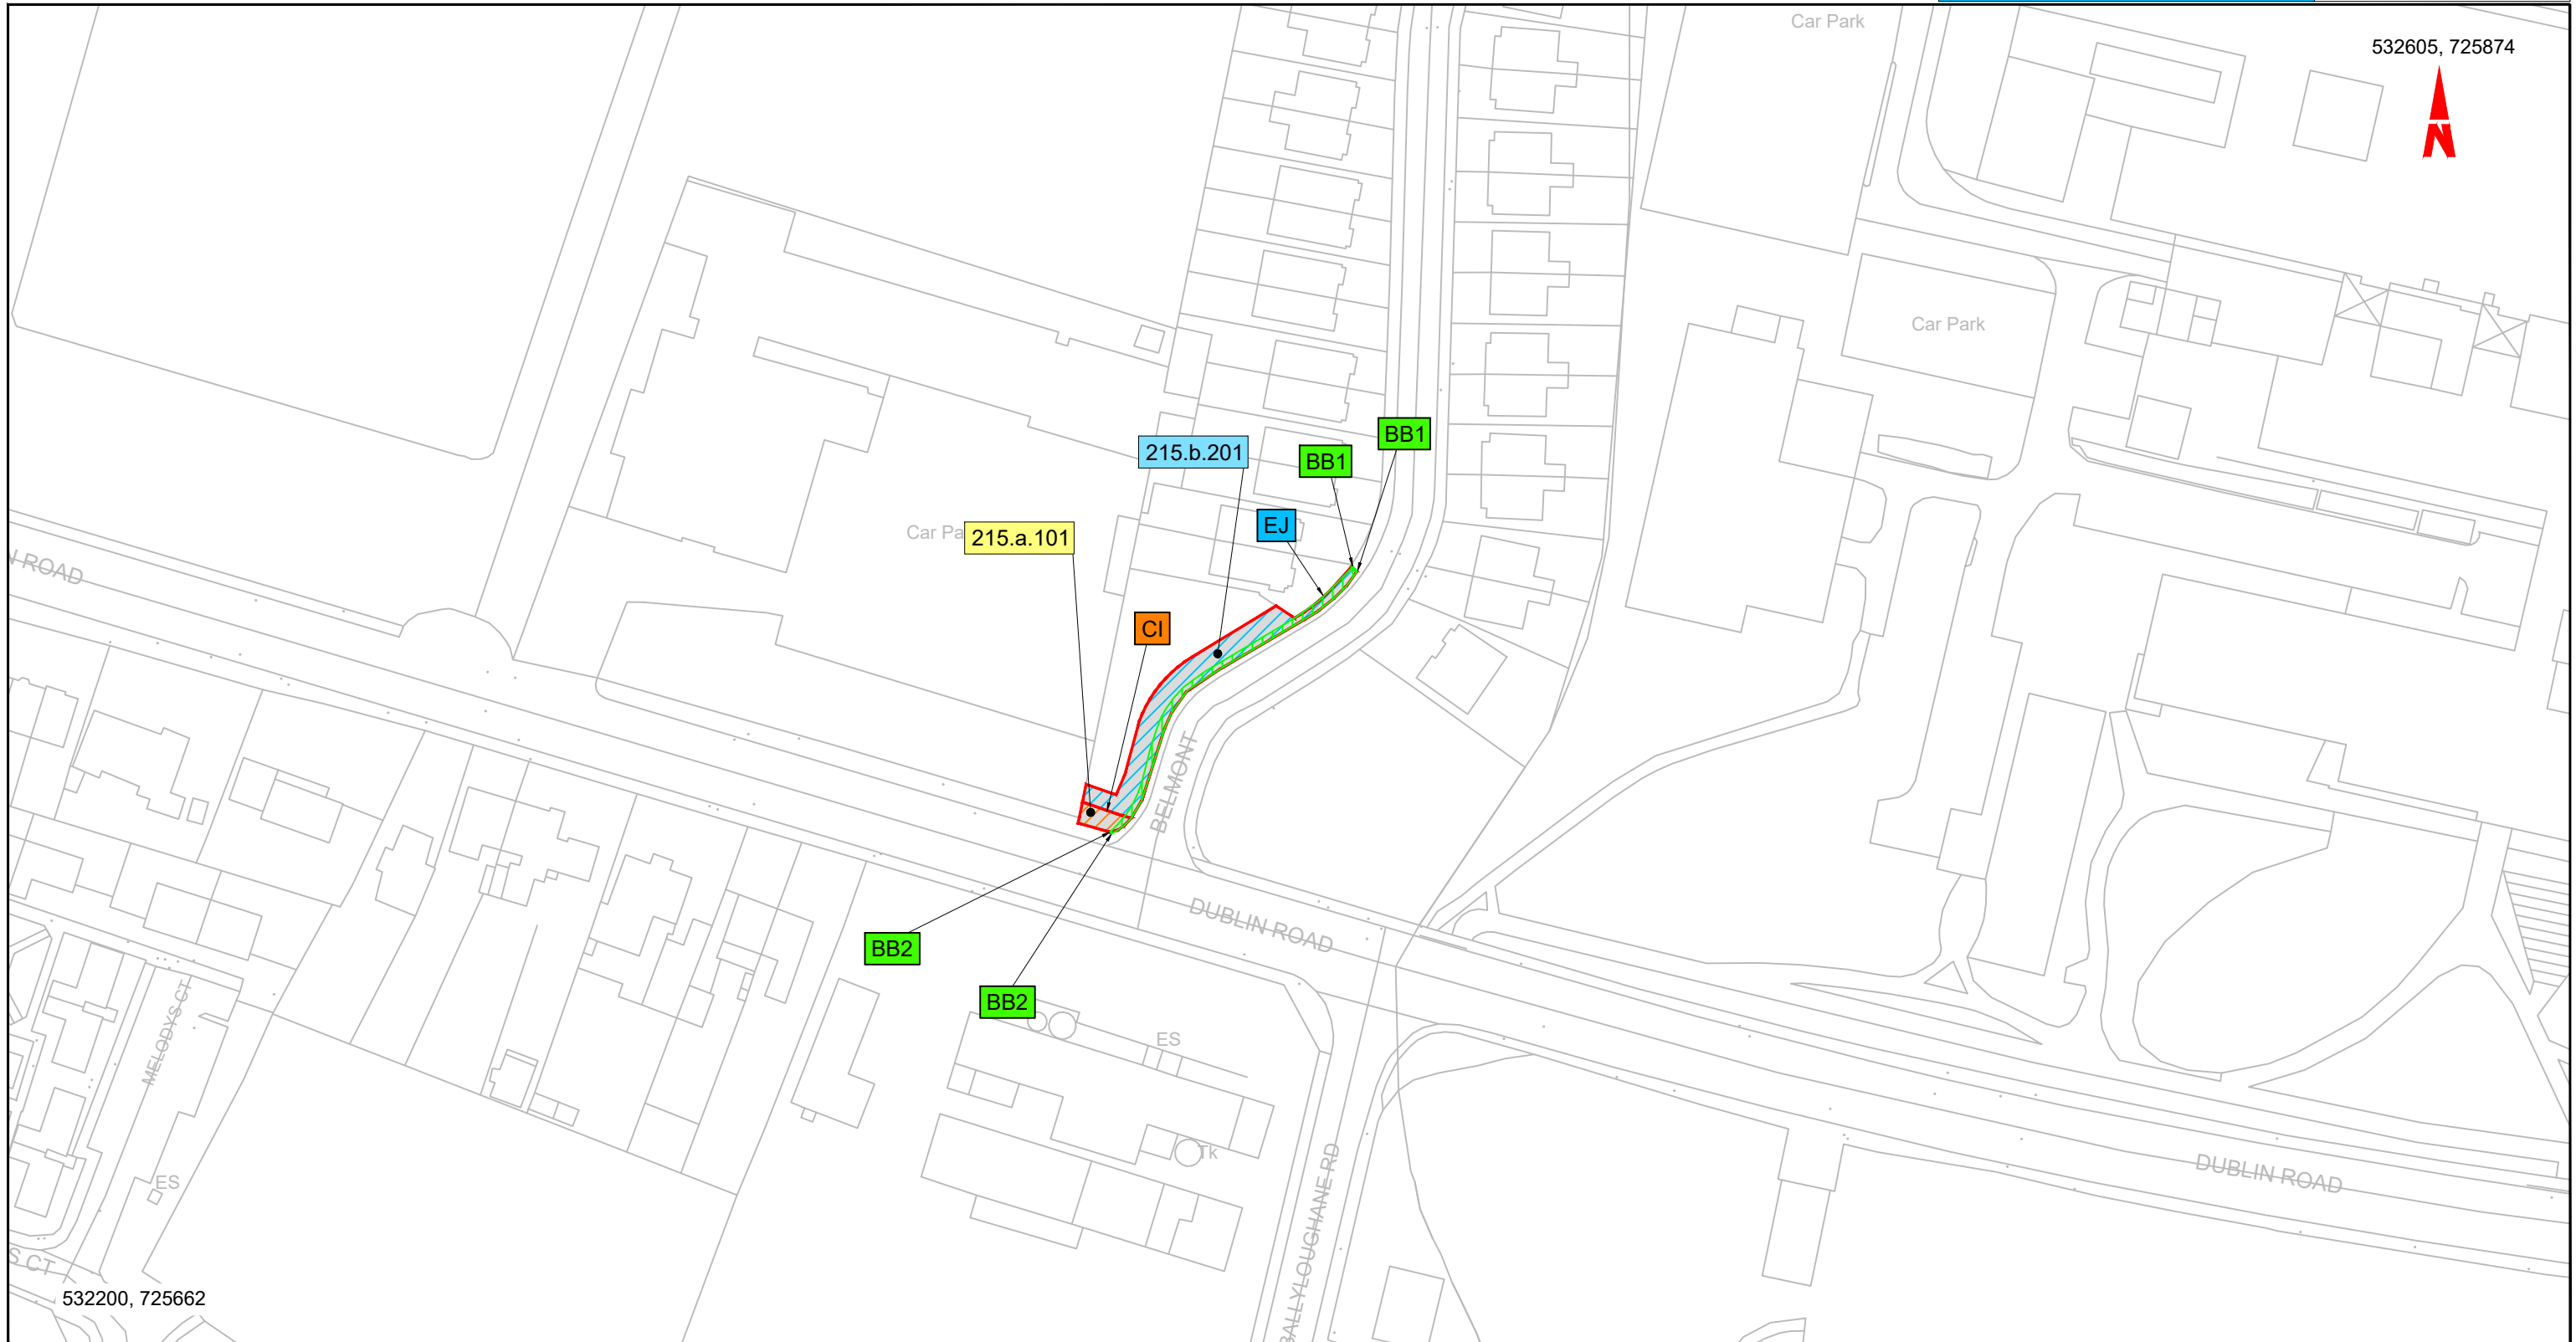 Car Park
532605, 725874
N
Car Park
BB1
215.b.201
BB1
EJ
Car Pa
215.a.101
N ROAD
CI
BELMONT
DUBLIN ROAD
BB2
BB2
MELODYS CT
ES
Tk
ES
BALLYLOUGHANE RD
DUBLIN ROAD
S CT
532200, 725662